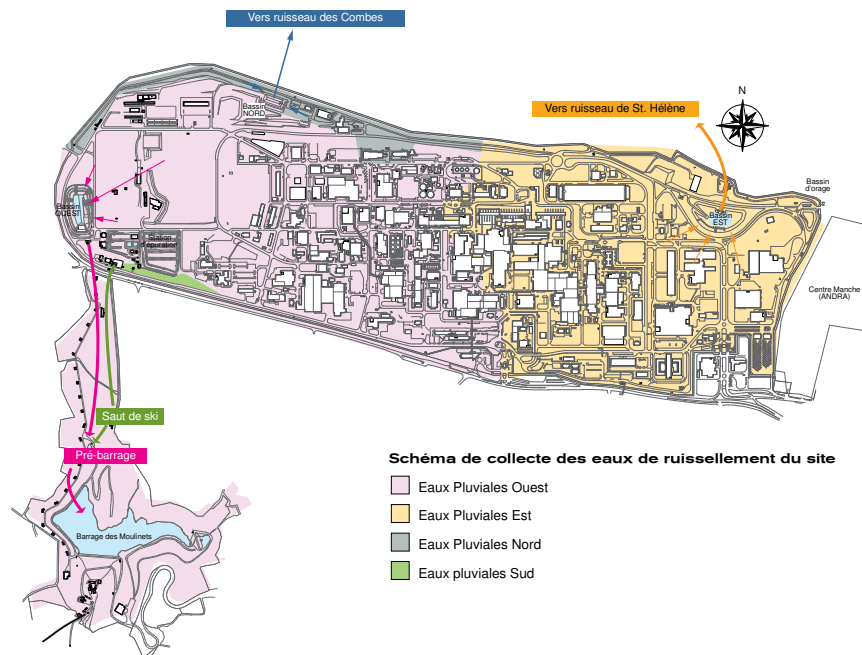 Vers ruisseau des Combes
Bassin
NORD
Vers ruisseau de St. Hélène
N
Bassin
d'orage
Bassin
OUEST
Bassin
EST
Station
d'épuration
Centre Manche
(ANDRA)
Saut de ski
Pré-barrage
Barrage des Moulinets
Schéma de collecte des eaux de ruissellement du site
Eaux Pluviales Ouest
Eaux Pluviales Est
Eaux Pluviales Nord
Eaux pluviales Sud